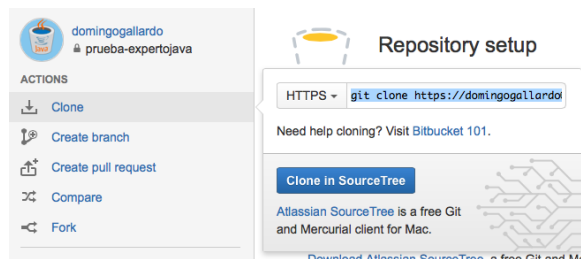 domingogallardo
prueba-expertojava
ACTIONS
Clone
Create branch
Create pull request
Compare
Fork
Repository setup
HTTPS
git clone https://domingogallardo
Need help cloning? Visit Bitbucket 101.
Clone in SourceTree
Atlassian SourceTree is a free Git
and Mercurial client for Mac.
Download Atlassian SourceTree, a free Git and M